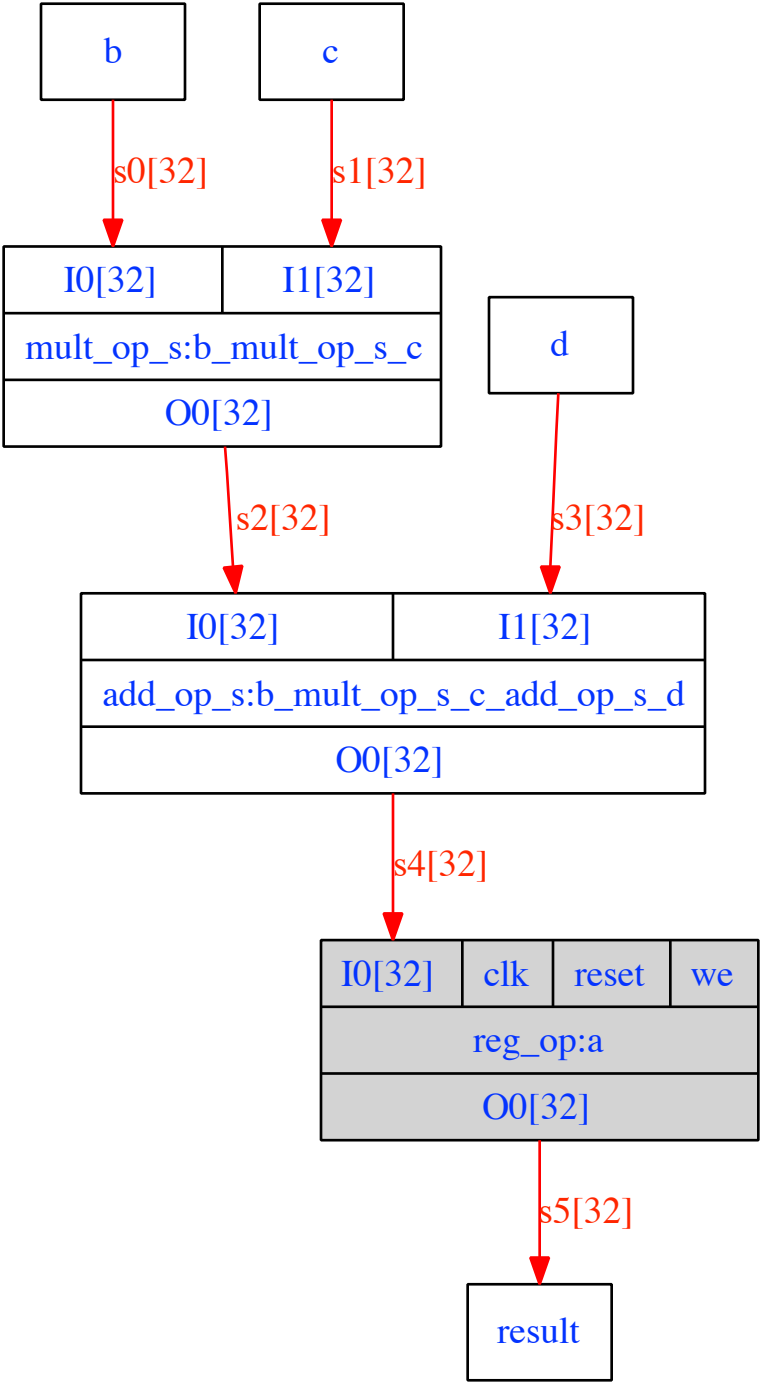 b
c
s0[32]
s1[32]
I0[32]
I1[32]
mult_op_s:b_mult_op_s_c
O0[32]
d
s2[32]
s3[32]
I0[32]
I1[32]
add_op_s:b_mult_op_s_c_add_op_s_d
O0[32]
s4[32]
I0[32]
clk
reset
we
reg_op:a
O0[32]
s5[32]
result